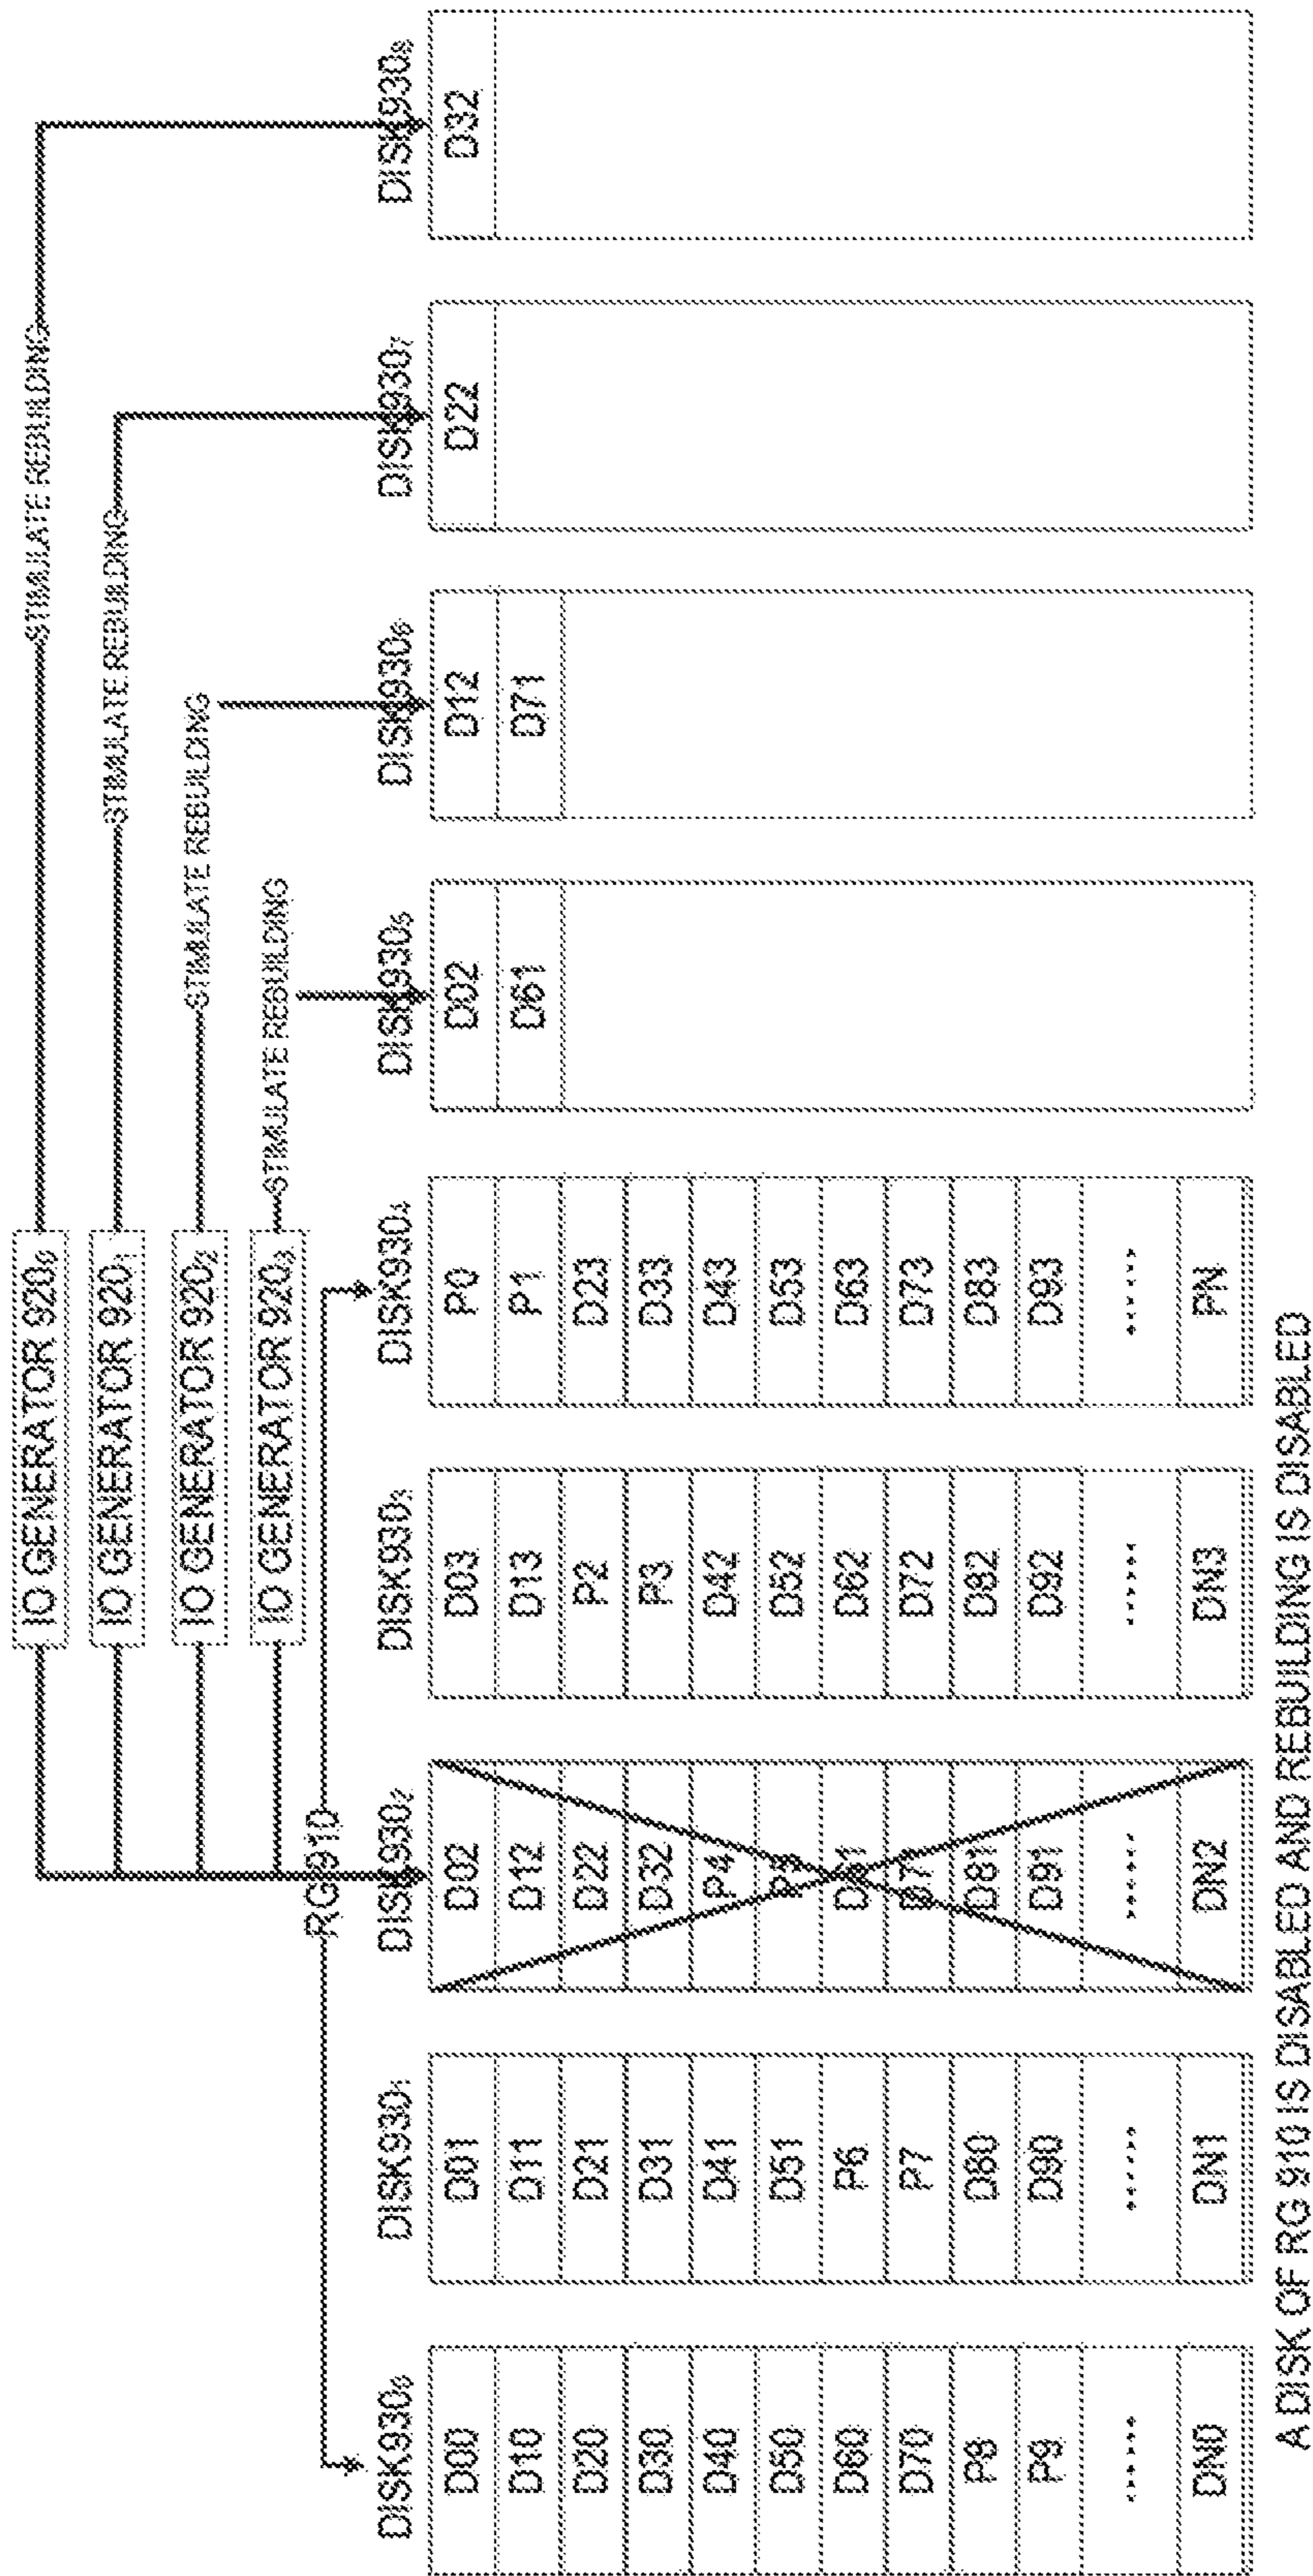 IO GENERATOR 920₀ STIMULATE REBUILDING
IO GENERATOR 920₁ STIMULATE REBUILDING
IO GENERATOR 920₂ STIMULATE REBUILDING
IO GENERATOR 920₃ STIMULATE REBUILDING
RG910
DISK930₀ DISK930₁ DISK930₂ DISK930₃ DISK930₄ DISK930₅ DISK930₆ DISK930₇ DISK930₈
D00 D01 D02 D03 P0 D02 D12 D22 D32
D10 D11 D12 D13 P1 D61 D71
D20 D21 D22 P2 D23
D30 D31 D32 P3 D33
D40 D41 P4 D42 D43
D50 D51 P5 D52 D53
D60 P6 D61 D62 D63
D70 P7 D71 D72 D73
P8 D80 D81 D82 D83
P9 D90 D91 D92 D93
...... ...... ...... ...... ......
DN0 DN1 DN2 DN3 PN
A DISK OF RG 910 IS DISABLED AND REBUILDING IS DISABLED